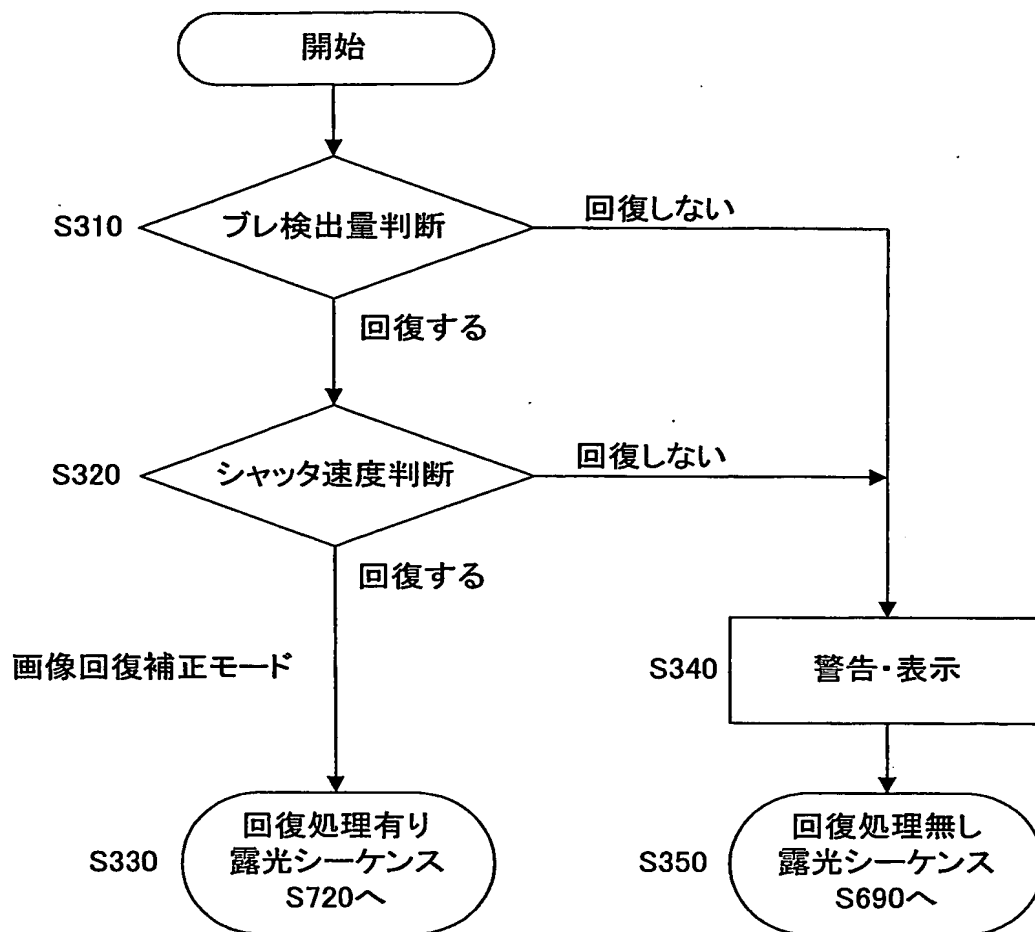 開始
S310
ブレ検出量判断
回復しない
回復する
S320
シャッタ速度判断
回復しない
回復する
画像回復補正モード
S340
警告・表示
S330
回復処理有り
露光シーケンス
S720へ
S350
回復処理無し
露光シーケンス
S690へ